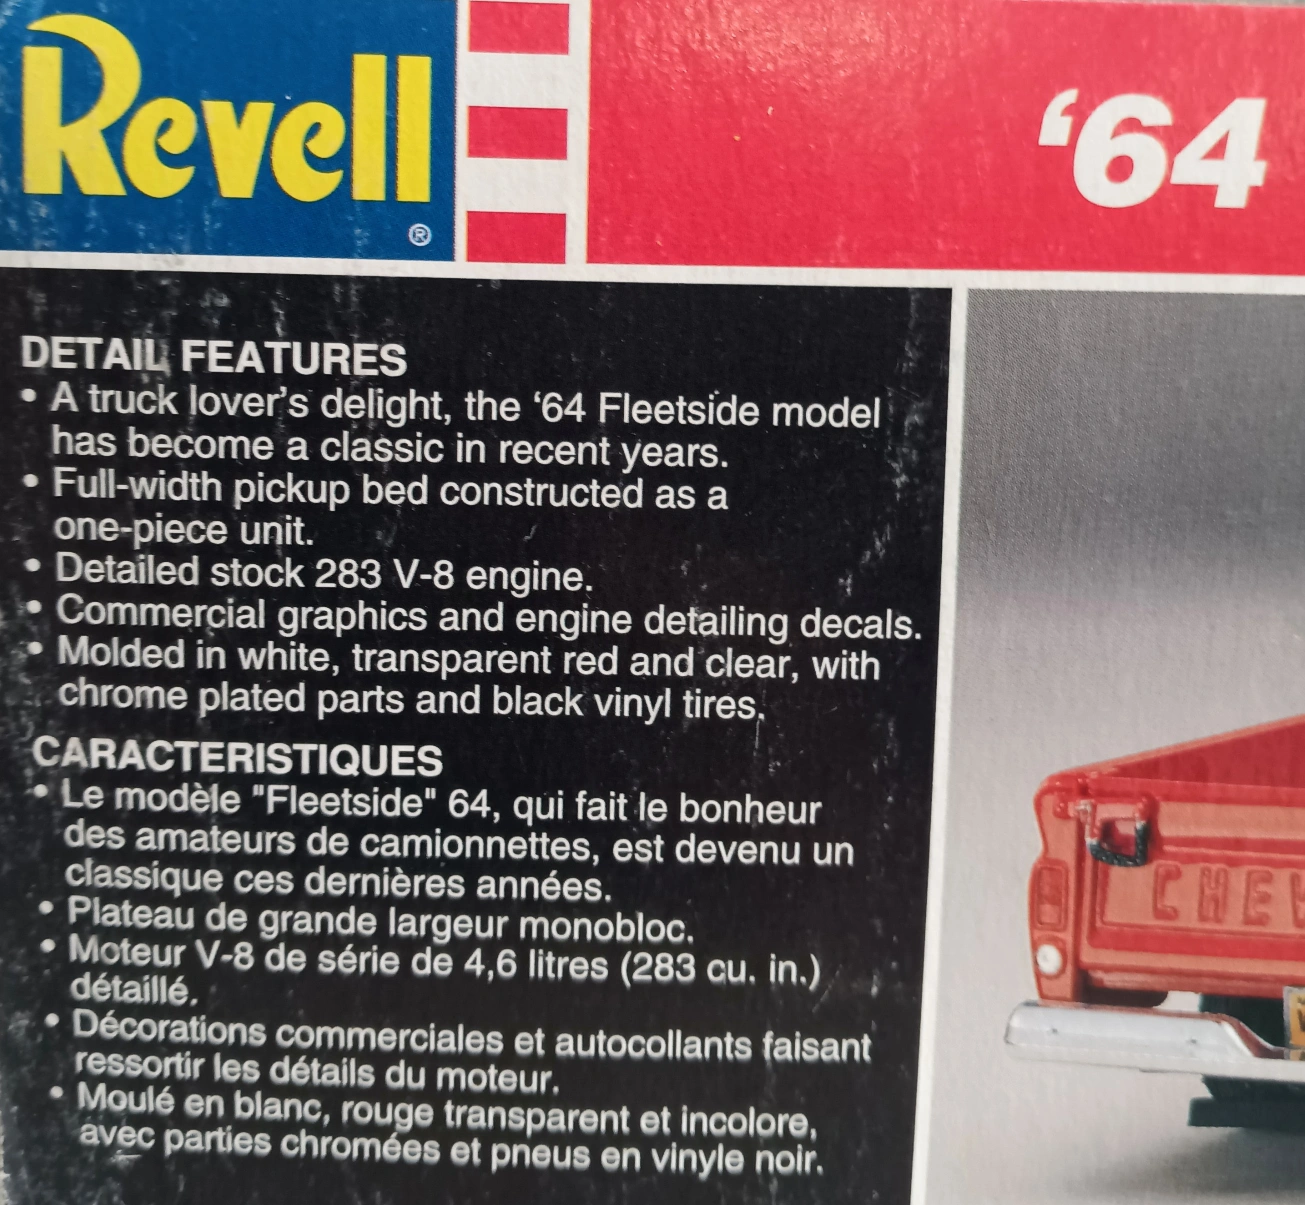 Revell
®
‘64
DETAIL FEATURES
• A truck lover's delight, the ‘64 Fleetside model
has become a classic in recent years.
• Full-width pickup bed constructed as a
one-piece unit.
• Detailed stock 283 V-8 engine.
• Commercial graphics and engine detailing decals.
• Molded in white, transparent red and clear, with
chrome plated parts and black vinyl tires.
CARACTERISTIQUES
• Le modèle "Fleetside" 64, qui fait le bonheur
des amateurs de camionnettes, est devenu un
classique ces dernières années.
• Plateau de grande largeur monobloc.
• Moteur V-8 de série de 4,6 litres (283 cu. in.)
détaillé.
• Décorations commerciales et autocollants faisant
ressortir les détails du moteur.
• Moulé en blanc, rouge transparent et incolore,
avec parties chromées et pneus en vinyle noir.
CHE